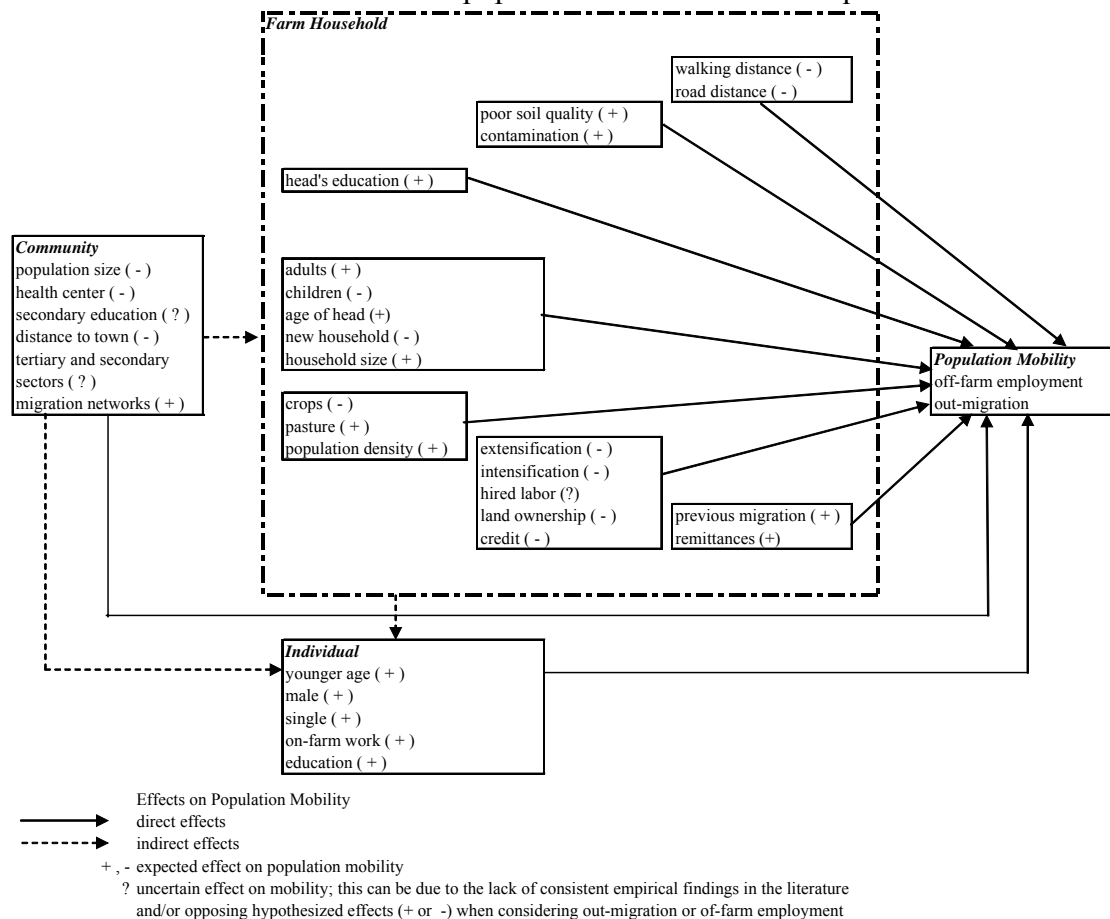 Farm Household
walking distance ( - )
road distance ( - )
poor soil quality ( + )
contamination ( + )
head's education ( + )
Community
population size ( - )
health center ( - )
secondary education ( ? )
distance to town ( - )
tertiary and secondary
sectors ( ? )
migration networks ( + )
adults ( + )
children ( - )
age of head (+)
new household ( - )
household size ( + )
crops ( - )
pasture ( + )
population density ( + )
extensification ( - )
intensification ( - )
hired labor (?)
land ownership ( - )
credit ( - )
previous migration ( + )
remittances (+)
Population Mobility
off-farm employment
out-migration
Individual
younger age ( + )
male ( + )
single ( + )
on-farm work ( + )
education ( + )
Effects on Population Mobility
direct effects
indirect effects
+ , - expected effect on population mobility
? uncertain effect on mobility; this can be due to the lack of consistent empirical findings in the literature
and/or opposing hypothesized effects (+ or -) when considering out-migration or of-farm employment